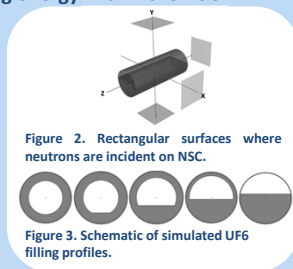 Y
Z
X
Figure 2. Rectangular surfaces where
neutrons are incident on NSC.
Figure 3. Schematic of simulated UF6
filling profiles.